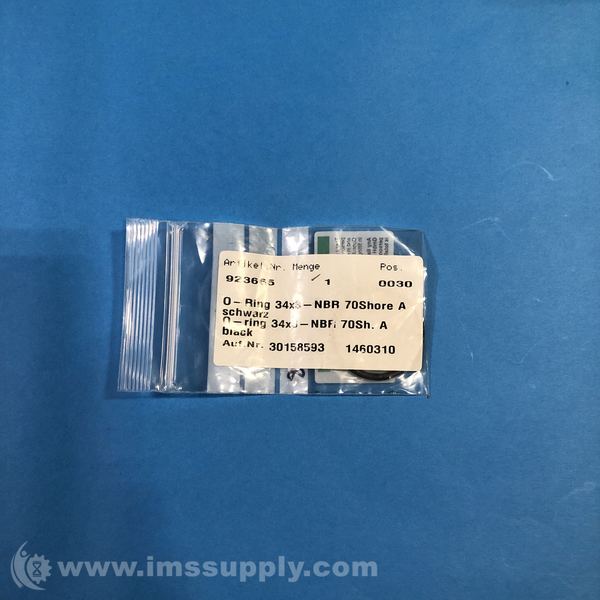 Artikel.Nr. Menge Pos.
923665 1 0030
O-Ring 34x3-NBR 70Shore A
schwarz
O-ring 34x3-NBR 70Sh. A
black
Auf.Nr. 30158593 1460310
www.imssupply.com